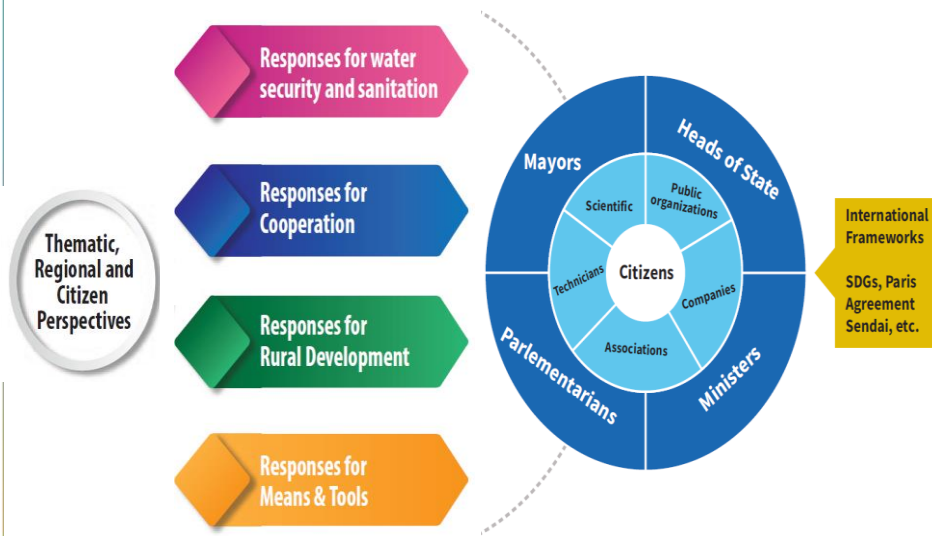 Thematic,
Regional and
Citizen
Perspectives
Responses for water
security and sanitation
Responses for
Cooperation
Responses for
Rural Development
Responses for
Means & Tools
Mayors
Heads of State
Parlementarians
Ministers
Scientific
Public
organizations
Technicians
Companies
Associations
Citizens
International
Frameworks
SDGs, Paris
Agreement
Sendai, etc.